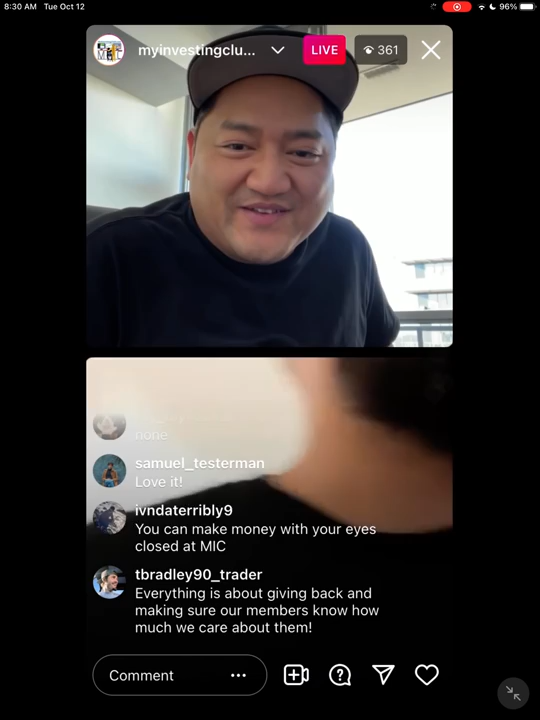 8:30 AM Tue Oct 12
96%
myinvestingclu...
LIVE
361
none
samuel_testerman
Love it!
ivndaterribly9
You can make money with your eyes
closed at MIC
tbradley90_trader
Everything is about giving back and
making sure our members know how
much we care about them!
Comment